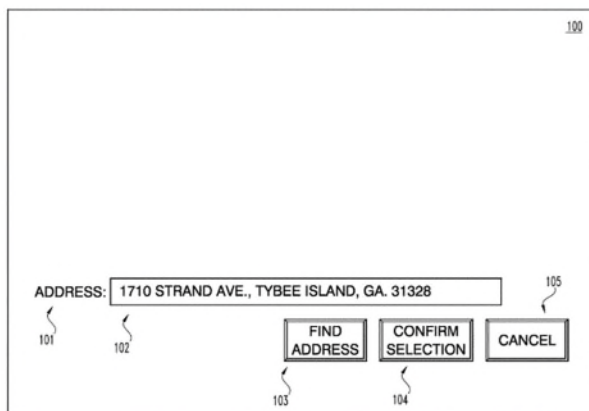 100
ADDRESS: 1710 STRAND AVE., TYBEE ISLAND, GA. 31328
101
102
105
FIND
ADDRESS
CONFIRM
SELECTION
CANCEL
103
104